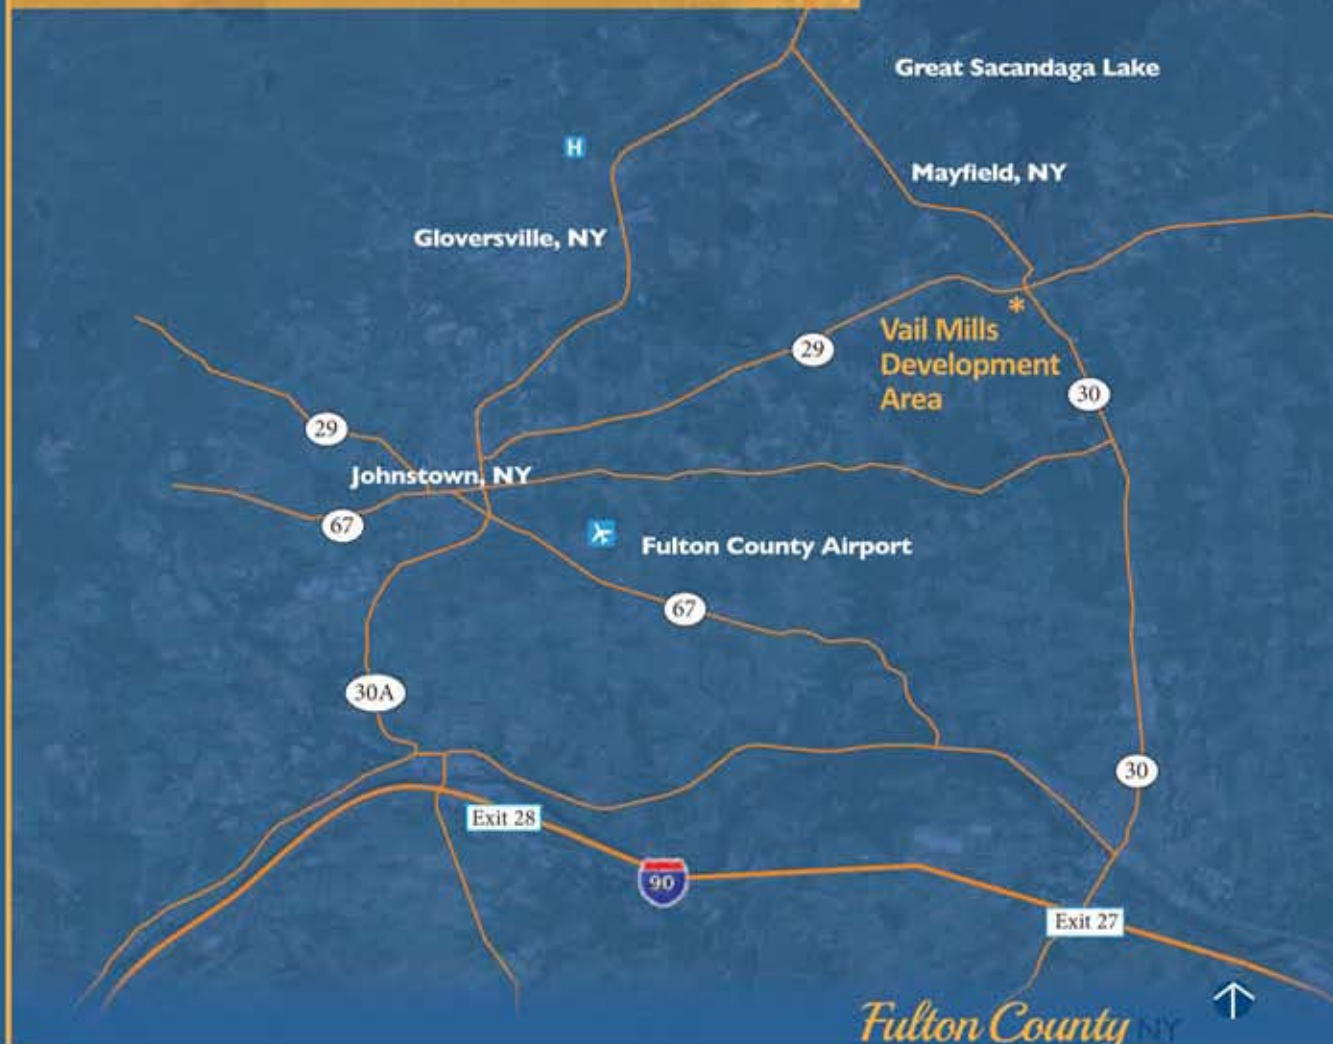 Great Sacandaga Lake
H
Mayfield, NY
Gloversville, NY
Vail Mills
Development
Area
29
30
29
Johnstown, NY
67
Fulton County Airport
67
30A
30
Exit 28
90
Exit 27
Fulton County NY